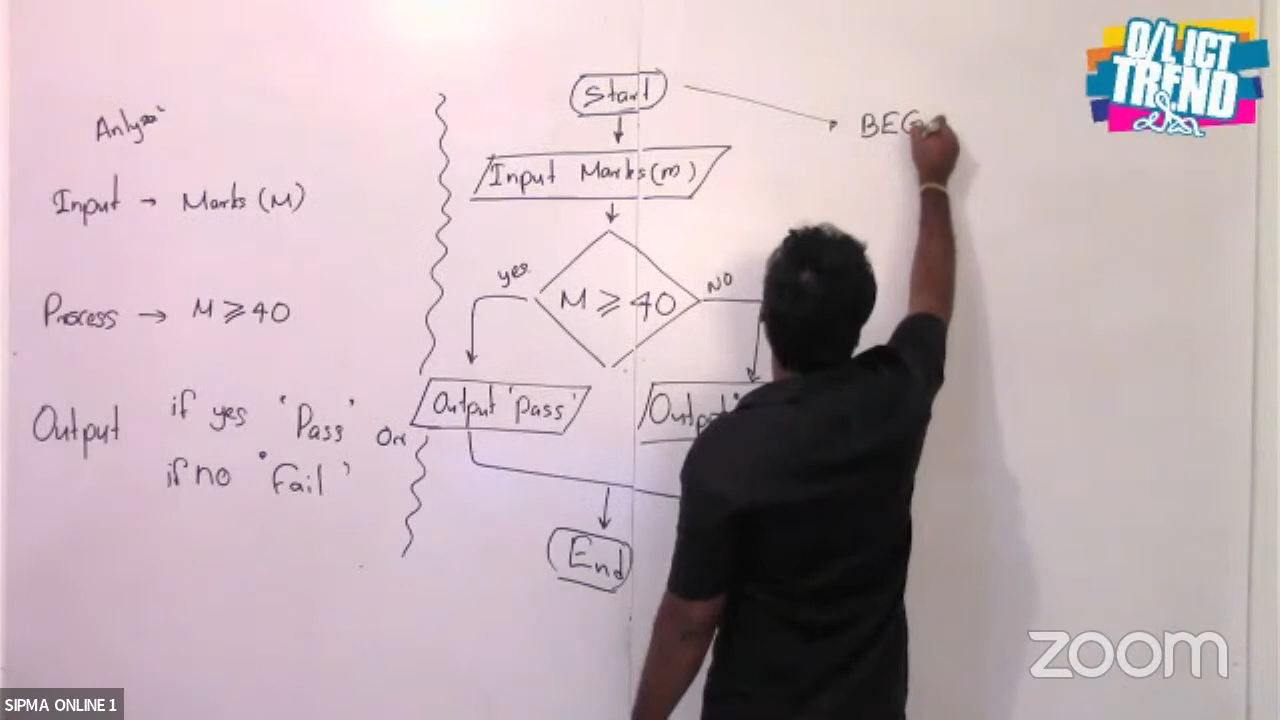 Input → Marks (M)
Process → M ≥ 40
Output if yes 'Pass'
if no 'Fail'
Or
Start
BEG
Input Marks (m)
yes
NO
M ≥ 40
Output 'pass'
End
O/L ICT
TREND
zoom
SIPMA ONLINE 1